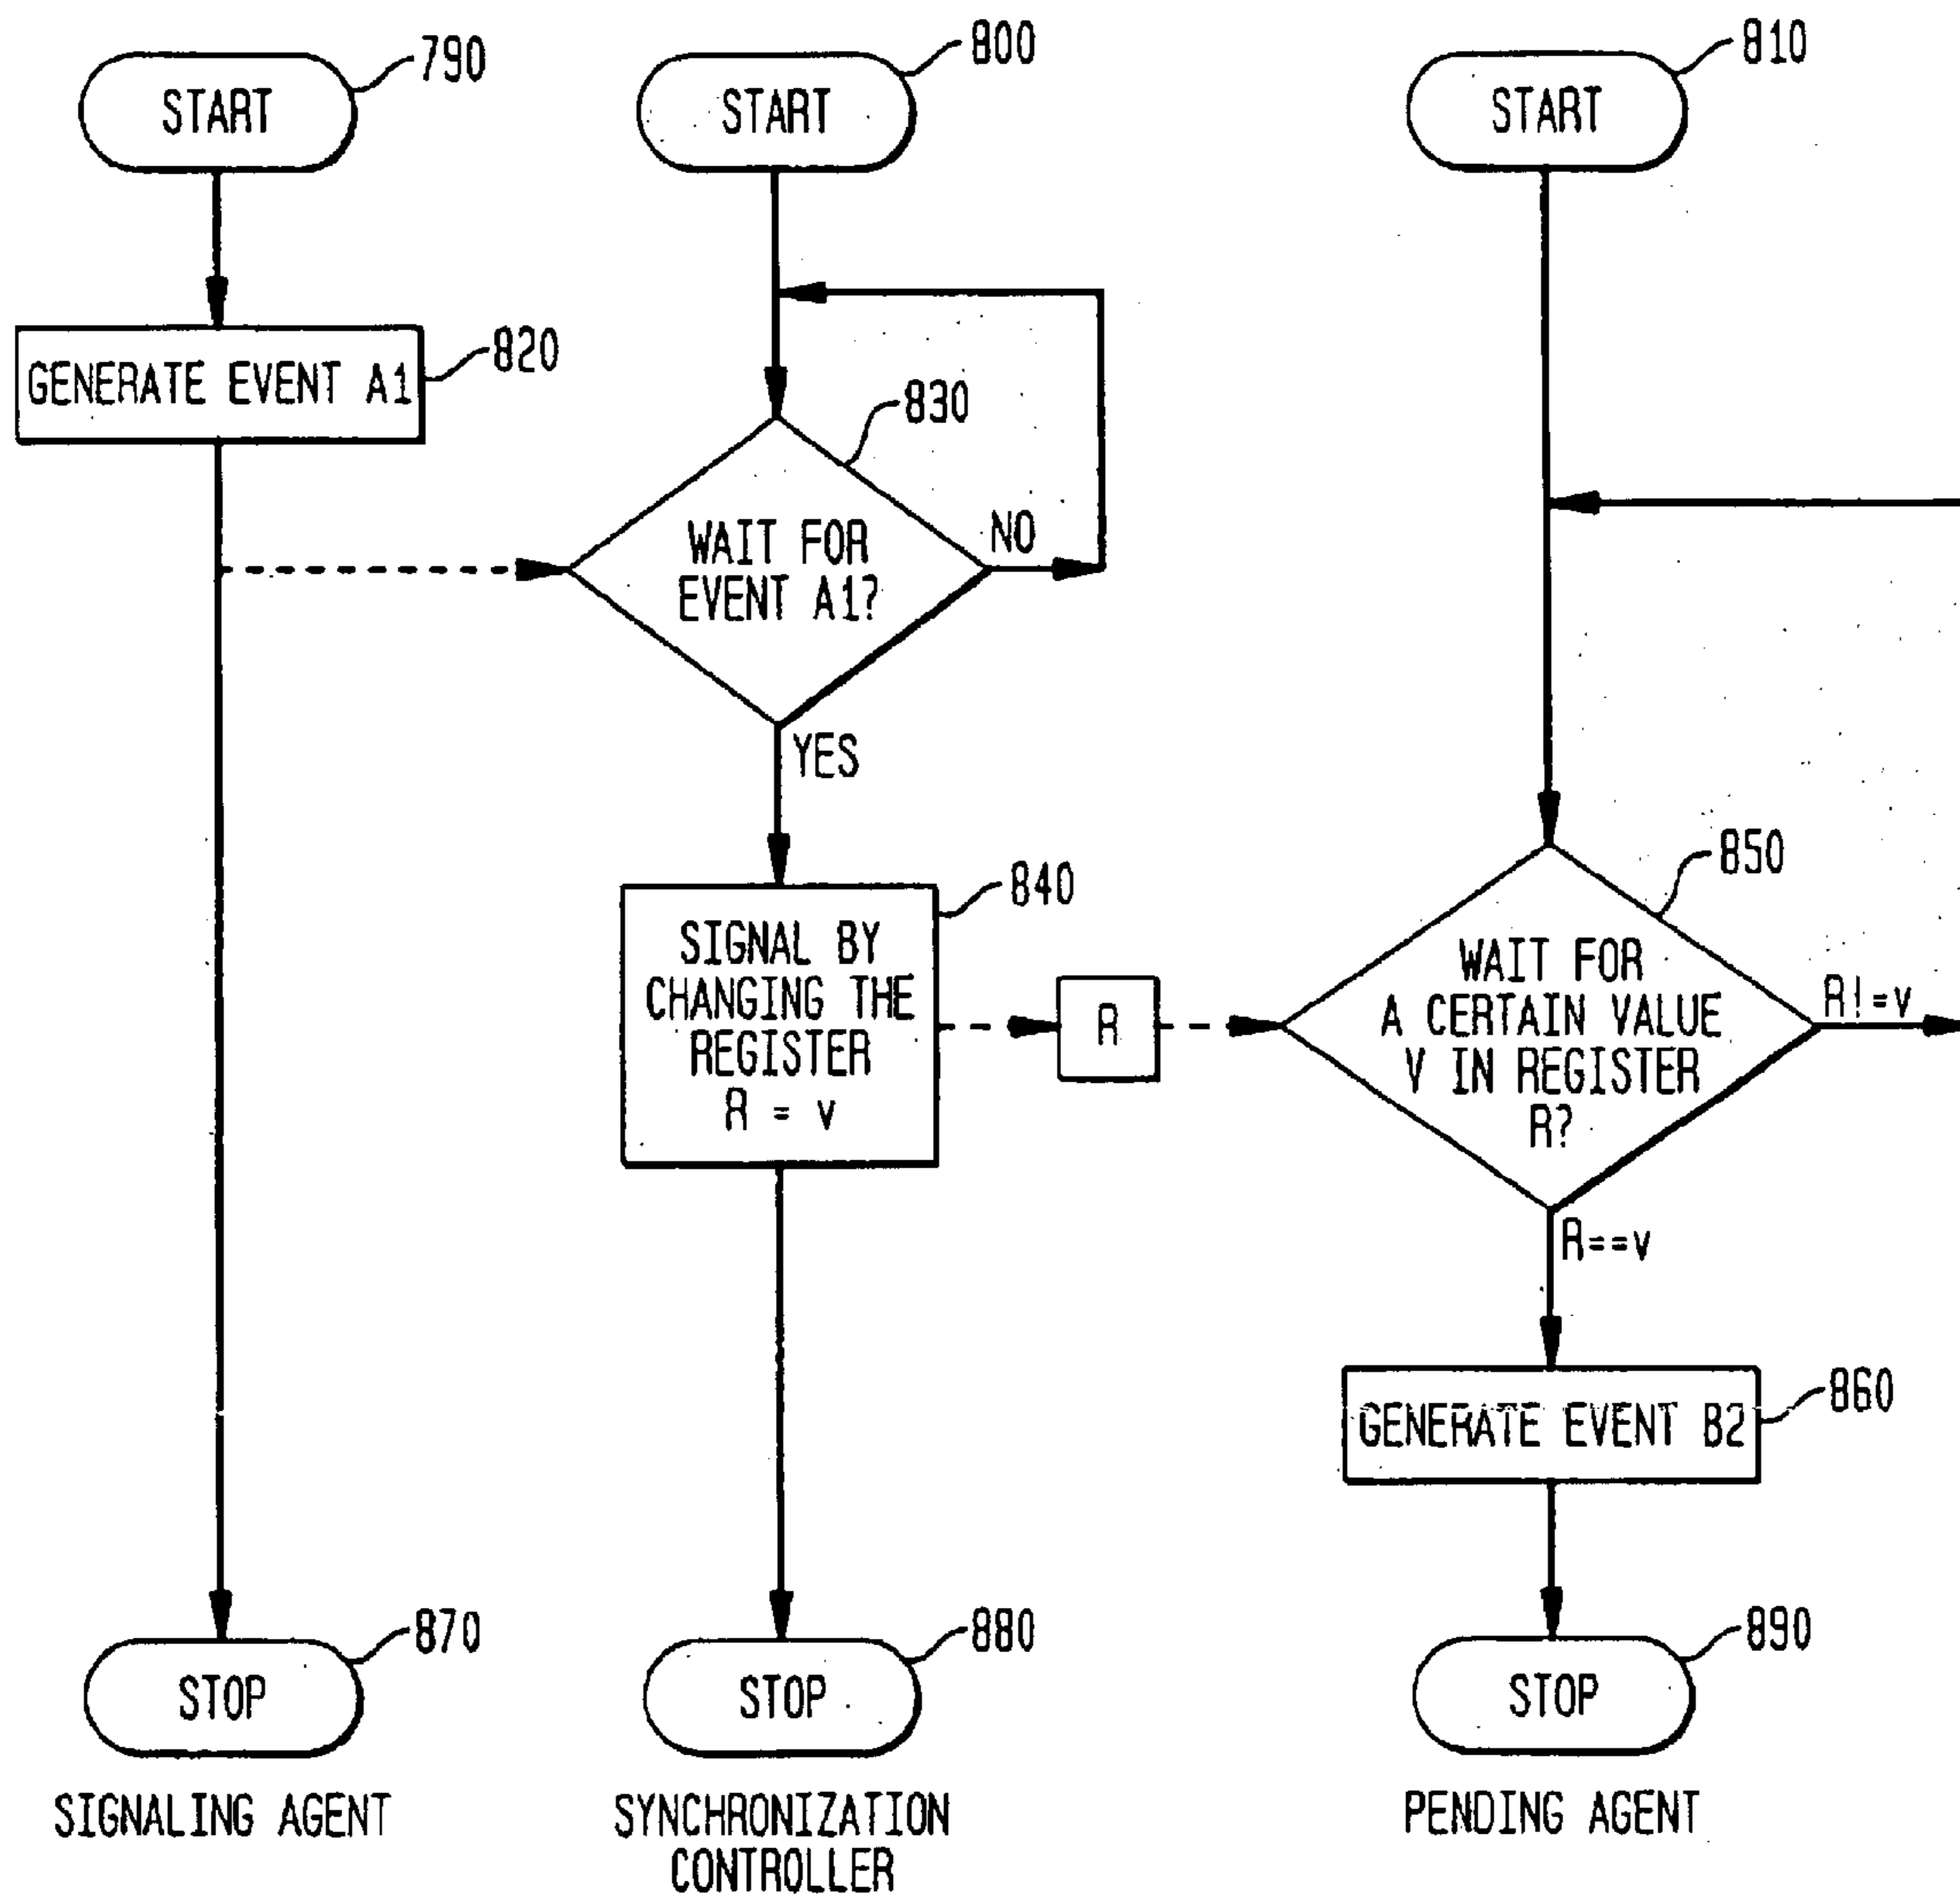 START
790
START
800
START
810
GENERATE EVENT A1
820
WAIT FOR
EVENT A1?
830
NO
YES
SIGNAL BY
CHANGING THE
REGISTER
R = v
840
R
WAIT FOR
A CERTAIN VALUE
V IN REGISTER
R?
850
R!=v
R==v
GENERATE EVENT B2
860
STOP
870
STOP
880
STOP
890
SIGNALING AGENT
SYNCHRONIZATION
CONTROLLER
PENDING AGENT